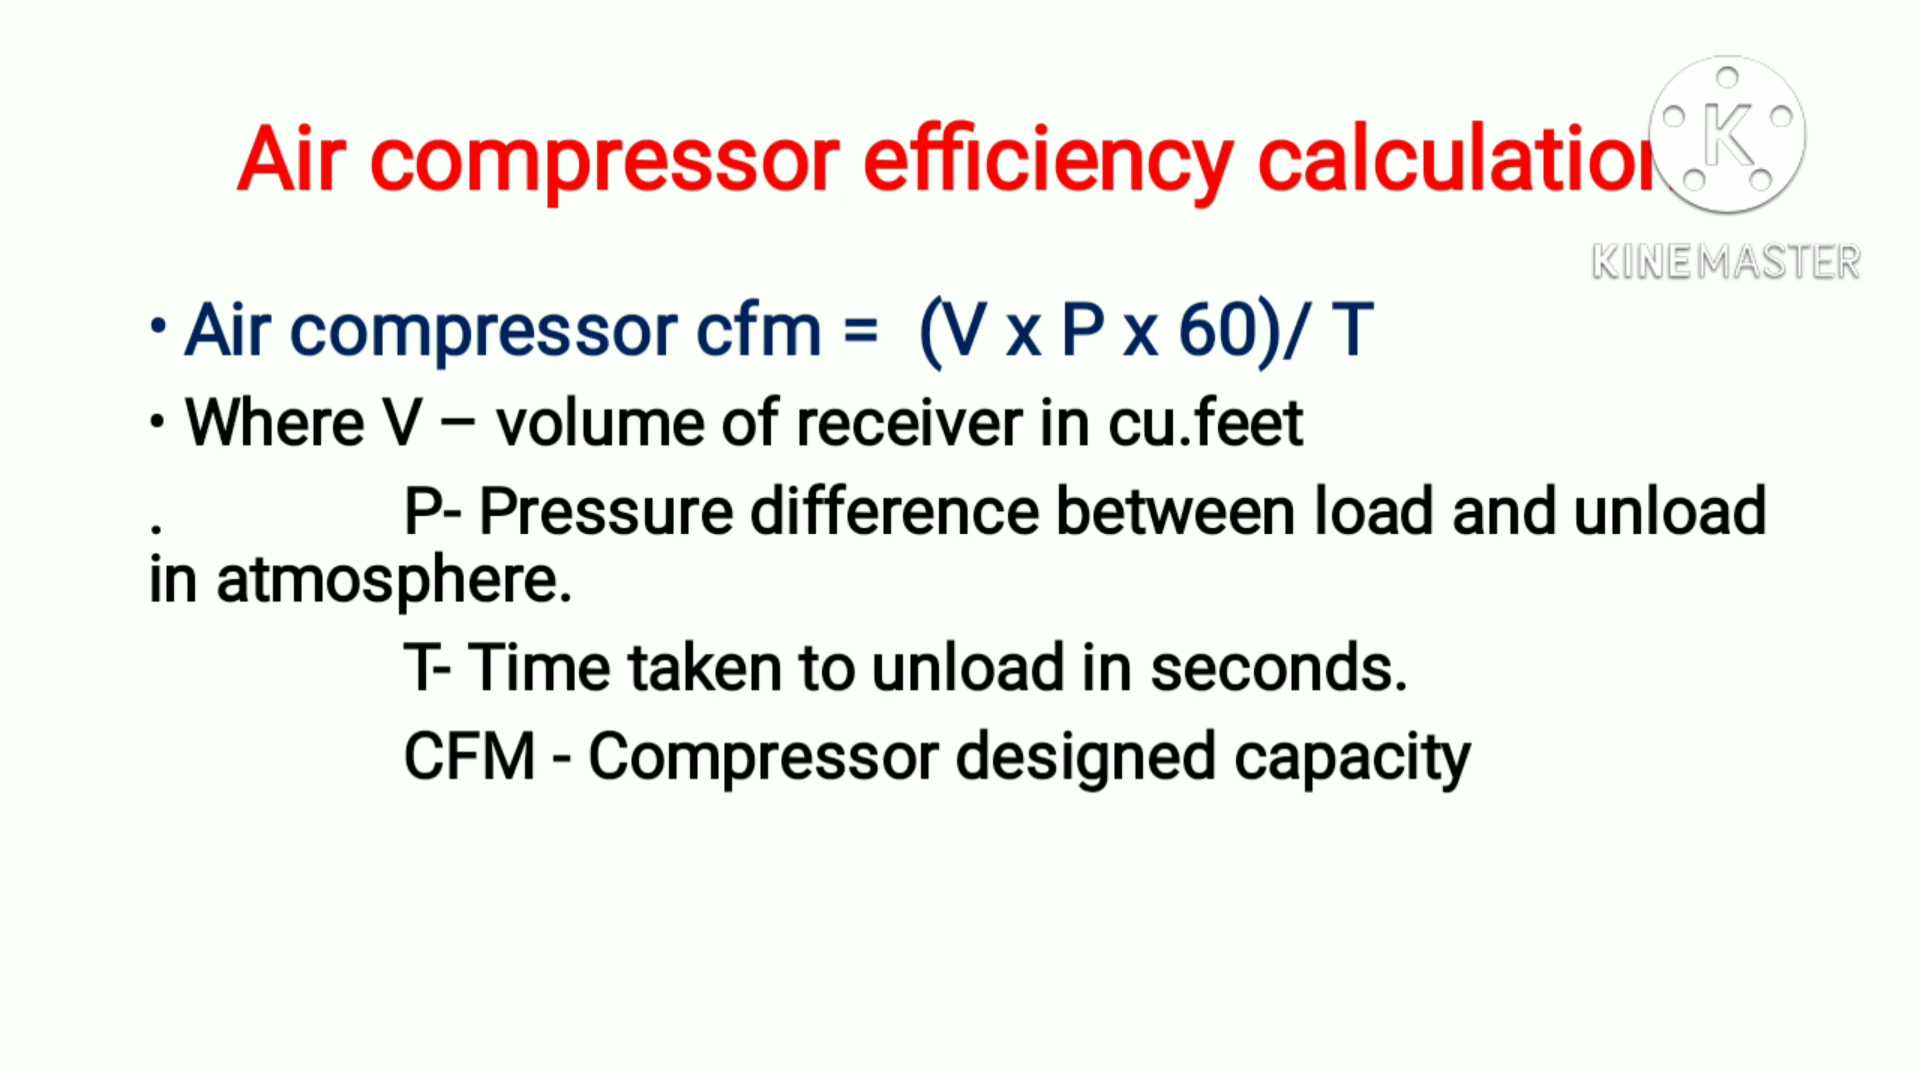 Air compressor efficiency calculation
K
KINEMASTER
• Air compressor cfm = (V x P x 60)/ T
• Where V – volume of receiver in cu.feet
. P- Pressure difference between load and unload
in atmosphere.
T- Time taken to unload in seconds.
CFM - Compressor designed capacity